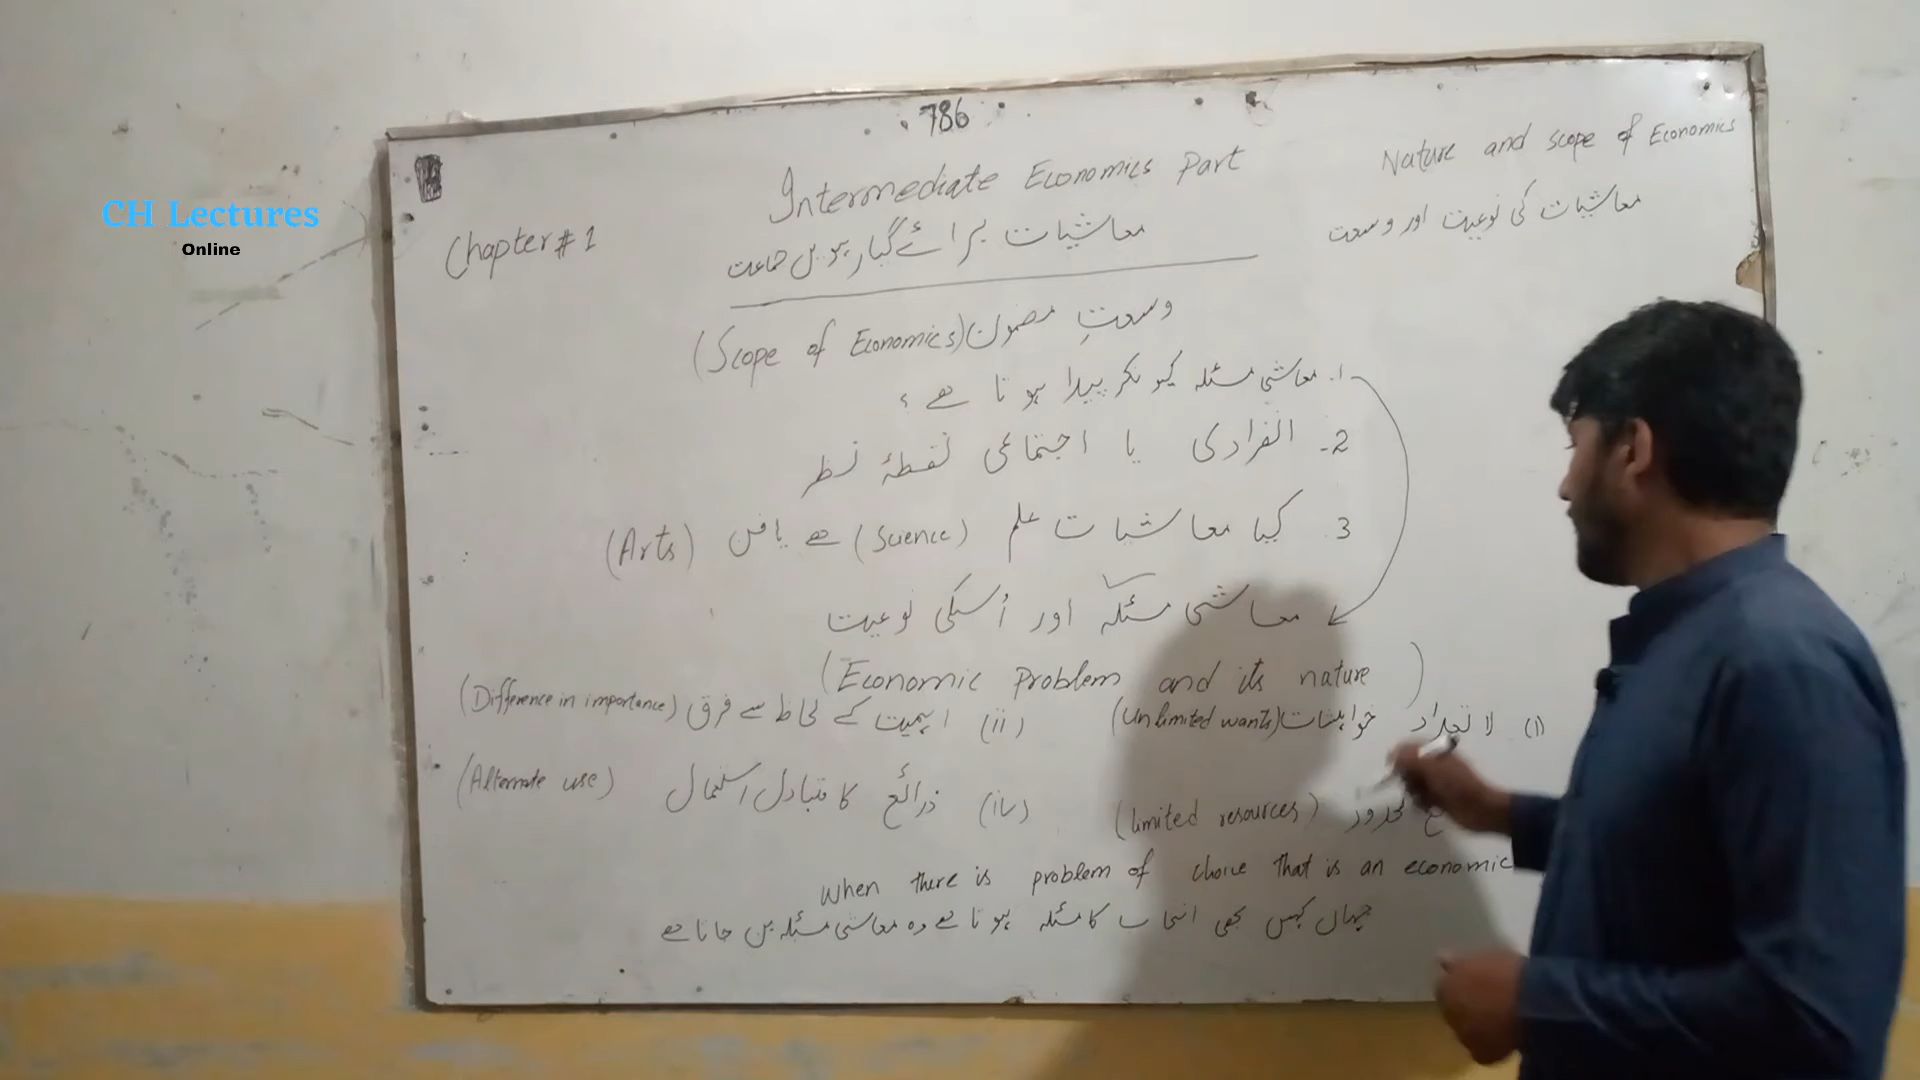 CH Lectures
Online
786
Intermediate Economics Part
Nature and scope of Economics
Chapter # 1
معاشیات برائے گیارہویں جماعت
معاشیات کی نوعیت اور وسعت
وسعتِ مضمون (Scope of Economics)
1. معاشی مسئلہ کیونکر پیدا ہوتا ہے؟
2- انفرادی یا اجتماعی نقطۂ نظر
3. کیا معاشیات علم (Science) ہے یا فن (Arts)
معاشی مسئلہ اور اُسکی نوعیت
(Economic Problem and its nature)
(i) لاتعداد خواہشات (Unlimited wants) (iii) اہمیت کے لحاظ سے فرق (Difference in importance)
محدود (limited resources) (iv) ذرائع کا متبادل استعمال (Alternate use)
When there is problem of choice that is an economic
جہاں کہیں بھی انتخاب کا مسئلہ ہوتا ہے وہ معاشی مسئلہ بن جاتا ہے